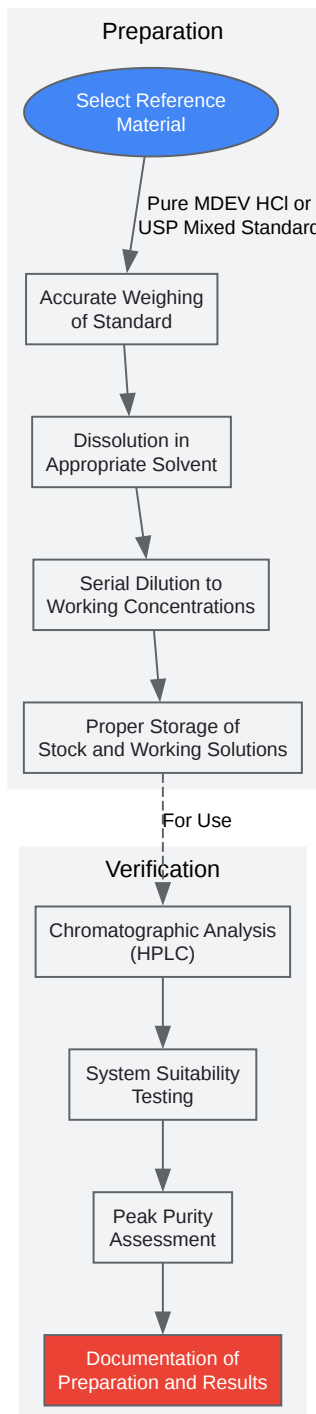 Preparation
Select Reference
Material
Pure MDEV HCl or
USP Mixed Standard
Accurate Weighing
of Standard
Dissolution in
Appropriate Solvent
Serial Dilution to
Working Concentrations
Proper Storage of
Stock and Working Solutions
For Use
Verification
Chromatographic Analysis
(HPLC)
System Suitability
Testing
Peak Purity
Assessment
Documentation of
Preparation and Results